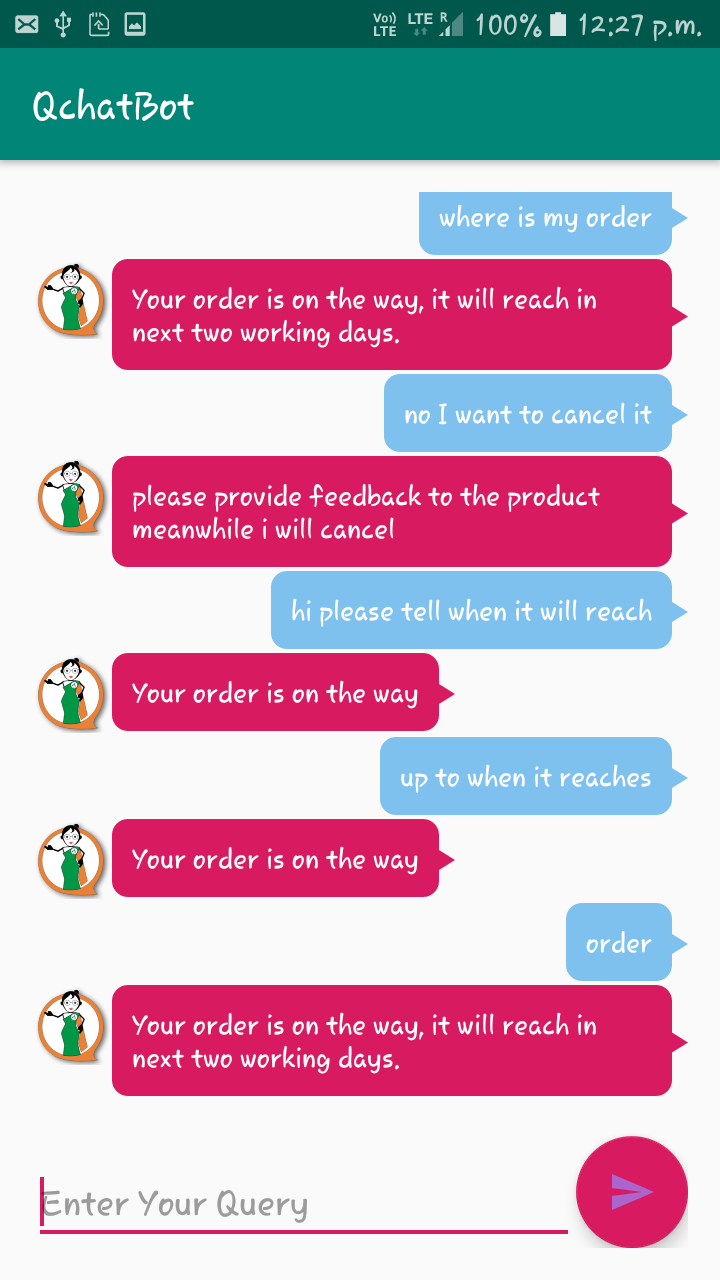 Vo)) LTE LTE R 100% 12:27 p.m.
QchatBot
where is my order
Your order is on the way, it will reach in
next two working days.
no I want to cancel it
please provide feedback to the product
meanwhile i will cancel
hi please tell when it will reach
Your order is on the way
up to when it reaches
Your order is on the way
order
Your order is on the way, it will reach in
next two working days.
Enter Your Query